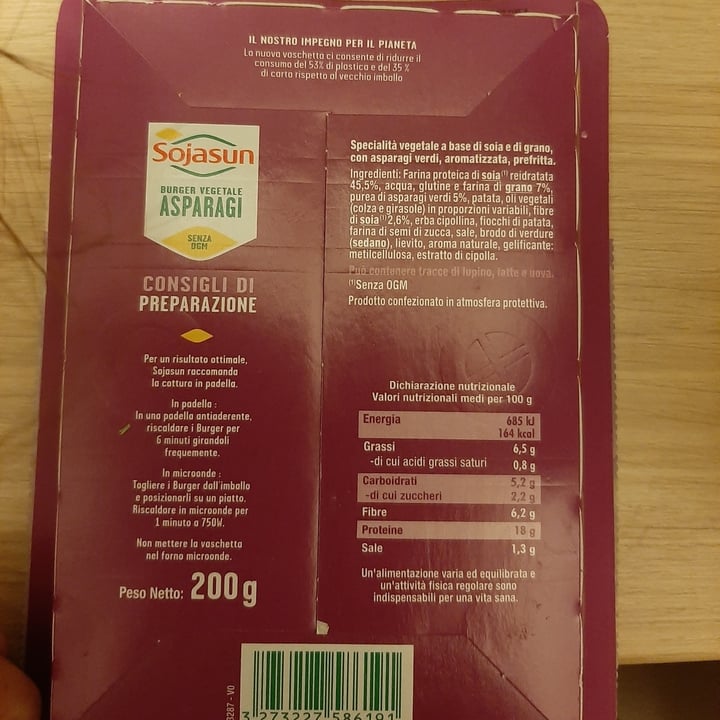 IL NOSTRO IMPEGNO PER IL PIANETA
La nuova vaschetta ci consente di ridurre il
consumo del 53% di plastica e del 35 %
di carta rispetto al vecchio imballo
Sojasun
BURGER VEGETALE
ASPARAGI
SENZA
OGM
CONSIGLI DI
PREPARAZIONE
Per un risultato ottimale,
Sojasun raccomanda
la cottura in padella.
In padella :
In una padella antiaderente,
riscaldare i Burger per
6 minuti girandoli
frequemente.
In microonde :
Togliere i Burger dall'imballo
e posizionarli su un piatto.
Riscaldare in microonde per
1 minuto a 750W.
Non mettere la vaschetta
nel forno microonde.
Peso Netto: 200g
Specialità vegetale a base di soia e di grano,
con asparagi verdi, aromatizzata, prefritta.
Ingredienti: Farina proteica di soia⁽¹⁾ reidratata
45,5%, acqua, glutine e farina di grano 7%,
purea di asparagi verdi 5%, patata, oli vegetali
(colza e girasole) in proporzioni variabili, fibre
di soia⁽¹⁾2,6%, erba cipollina, fiocchi di patata,
farina di semi di zucca, sale, brodo di verdure
(sedano), lievito, aroma naturale, gelificante:
metilcellulosa, estratto di cipolla.
Può contenere tracce di lupino, latte e uova.
⁽¹⁾Senza OGM
Prodotto confezionato in atmosfera protettiva.
Dichiarazione nutrizionale
Valori nutrizionali medi per 100 g
Energia 685 kJ
164 kcal
Grassi 6,5 g
-di cui acidi grassi saturi 0,8 g
Carboidrati 5,2 g
-di cui zuccheri 2,2 g
Fibre 6,2 g
Proteine 18 g
Sale 1,3 g
Un'alimentazione varia ed equilibrata e
un'attività fisica regolare sono
indispensabili per una vita sana.
3287 - V0
3 273227 586191